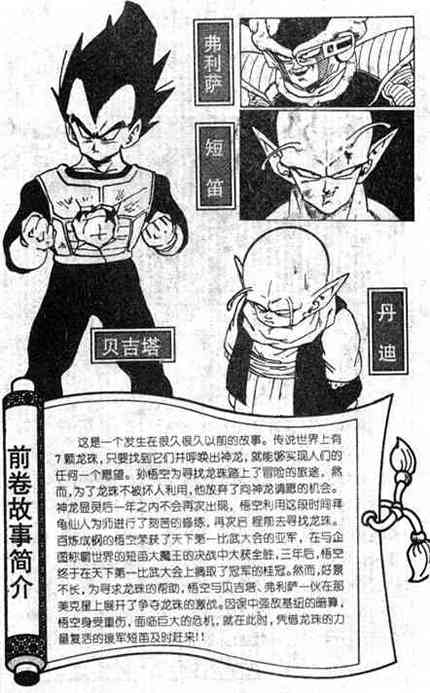 弗利萨
短笛
贝吉塔
丹迪
前卷故事简介
这是一个发生在很久很久以前的故事。传说世界上有
7颗龙珠,只要找到它们并呼唤出神龙,就能够实现人们的
任何一个愿望。孙悟空为寻找龙珠踏上了冒险的旅途。然
而,为了龙珠不被坏人利用,他放弃了向神龙请愿的机会。
神龙显灵后一年之内不会再次出现,悟空利用这段时间拜
龟仙人为师进行了刻苦的修炼,再次启程前去寻找龙珠。
百炼成钢的悟空荣获了天下第一比武大会的亚军,在与企
图称霸世界的短笛大魔王的决战中大获全胜,三年后,悟空
终于在天下第一比武大会上摘取了冠军的桂冠。然而,好景
不长,为寻求龙珠的帮助,悟空与贝吉塔、弗利萨一伙在那
美克星上展开了争夺龙珠的激战。因误中强敌基纽的暗算,
悟空身受重伤,面临巨大的危机,就在此时,凭借龙珠的力
量复活的援军短笛及时赶来!!